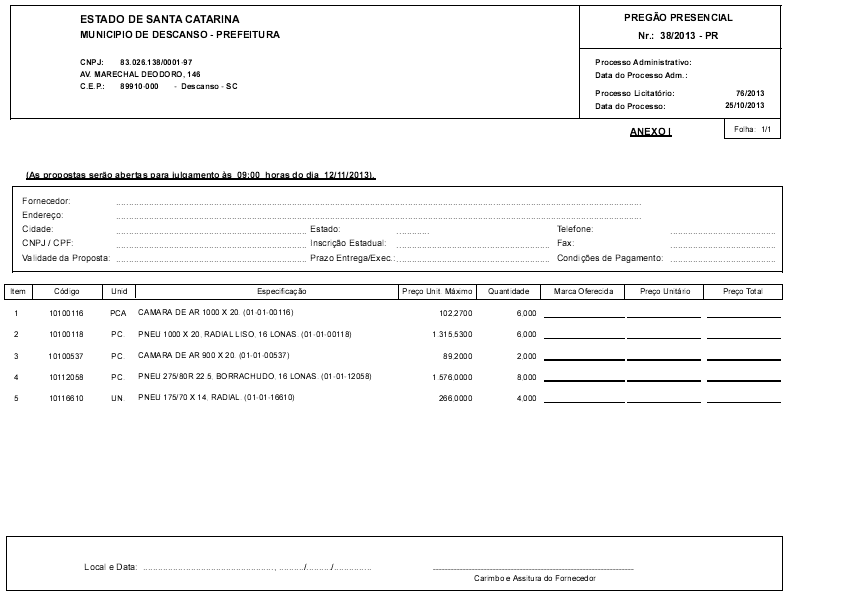 ESTADO DE SANTA CATARINA
MUNICIPIO DE DESCANSO - PREFEITURA
CNPJ: 83.026.138/0001-97
AV. MARECHAL DEODORO, 146
C.E.P.: 89910-000 - Descanso - SC
PREGÃO PRESENCIAL
Nr.: 38/2013 - PR
Processo Administrativo:
Data do Processo Adm.:
Processo Licitatório: 76/2013
Data do Processo: 25/10/2013
ANEXO I
Folha: 1/1
(As propostas serão abertas para julgamento às 09:00 horas do dia 12/11/2013).
Fornecedor:
Endereço:
Cidade: Estado: Telefone:
CNPJ / CPF: Inscrição Estadual: Fax:
Validade da Proposta: Prazo Entrega/Exec.: Condições de Pagamento:
Item Código Unid Especificação Preço Unit. Máximo Quantidade Marca Oferecida Preço Unitário Preço Total
1 10100116 PCA CAMARA DE AR 1000 X 20. (01-01-00116) 102,2700 6,000
2 10100118 PC. PNEU 1000 X 20, RADIAL LISO, 16 LONAS. (01-01-00118) 1.315,5300 6,000
3 10100537 PC. CAMARA DE AR 900 X 20. (01-01-00537) 89,2000 2,000
4 10112058 PC. PNEU 275/80R 22.5, BORRACHUDO, 16 LONAS. (01-01-12058) 1.576,0000 8,000
5 10116610 UN. PNEU 175/70 X 14, RADIAL. (01-01-16610) 266,0000 4,000
Local e Data: ............................................., ........./........./.............
Carimbo e Assitura do Fornecedor